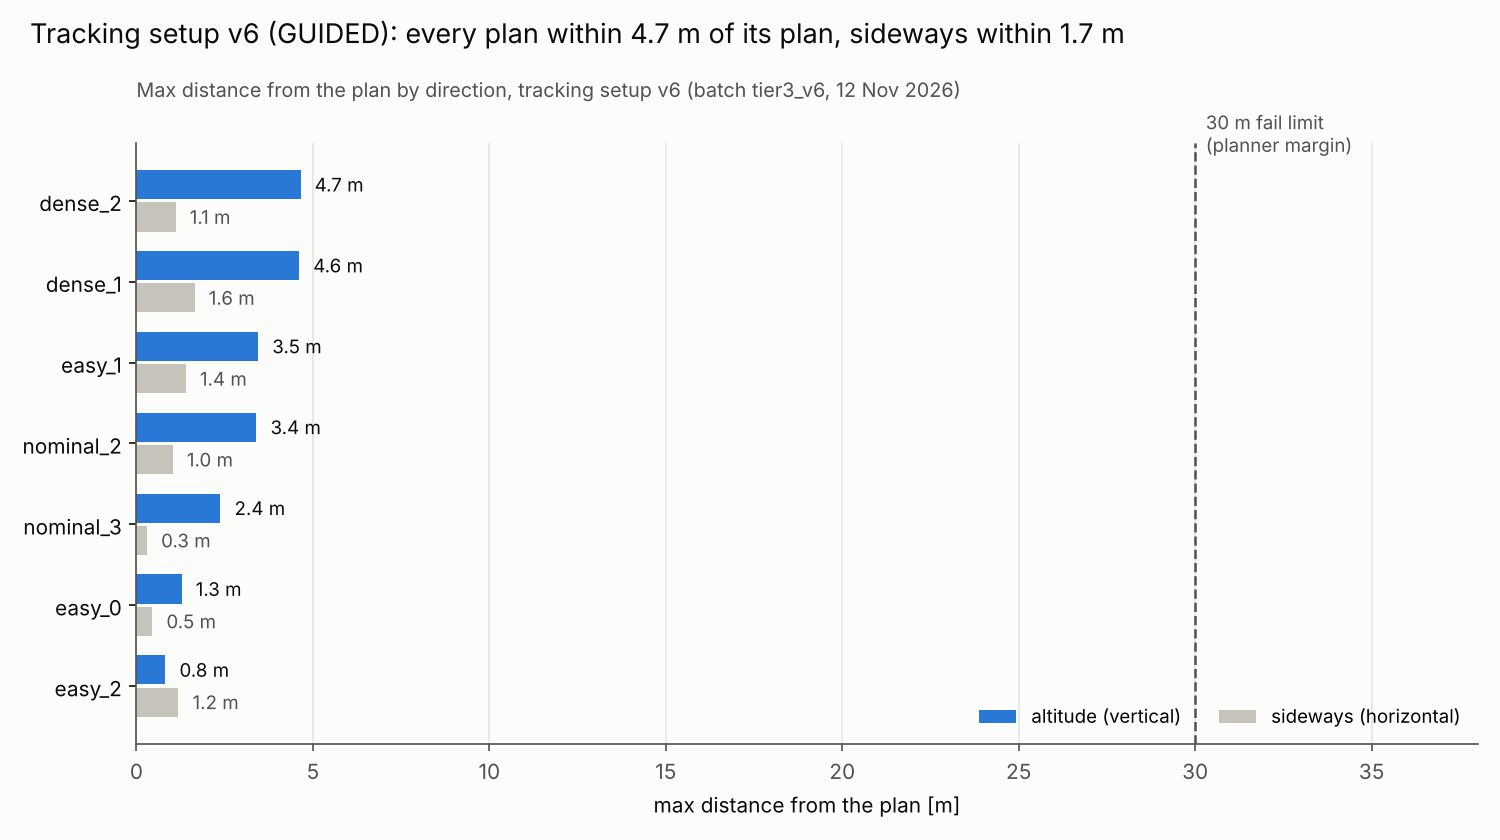 Tracking setup v6 (GUIDED): every plan within 4.7 m of its plan, sideways within 1.7 m
Max distance from the plan by direction, tracking setup v6 (batch tier3_v6, 12 Nov 2026)
30 m fail limit
(planner margin)
dense_2
4.7 m
1.1 m
dense_1
4.6 m
1.6 m
easy_1
3.5 m
1.4 m
nominal_2
3.4 m
1.0 m
nominal_3
2.4 m
0.3 m
easy_0
1.3 m
0.5 m
easy_2
0.8 m
1.2 m
altitude (vertical)
sideways (horizontal)
0 5 10 15 20 25 30 35
max distance from the plan [m]